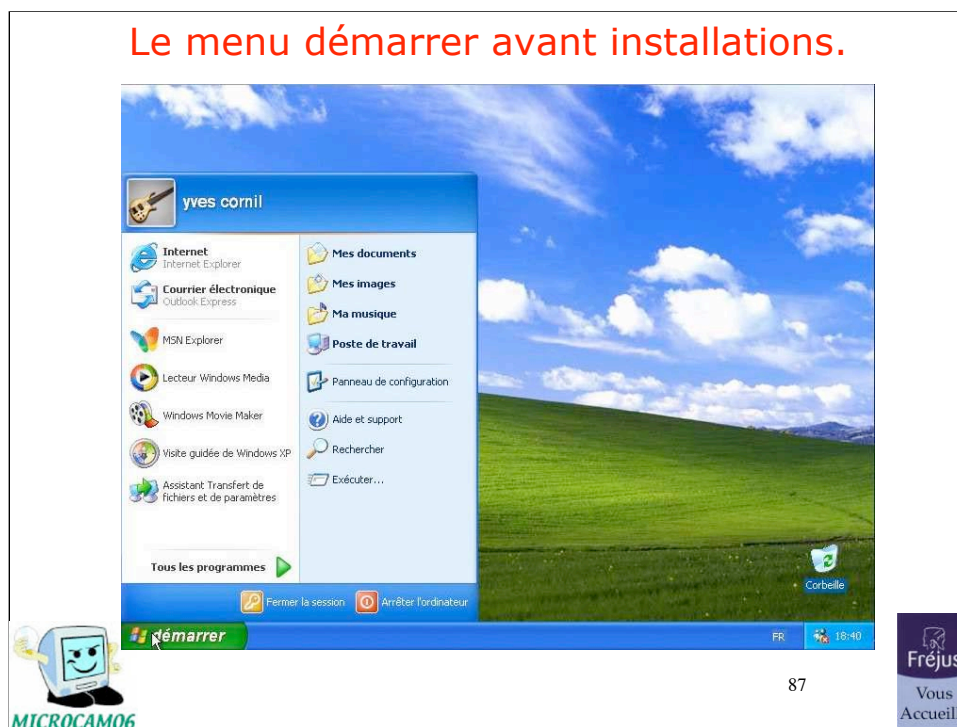 Le menu démarrer avant installations.
yves cornil
Internet
Internet Explorer
Courrier électronique
Outlook Express
MSN Explorer
Lecteur Windows Media
Windows Movie Maker
Visite guidée de Windows XP
Assistant Transfert de
fichiers et de paramètres
Tous les programmes
Mes documents
Mes images
Ma musique
Poste de travail
Panneau de configuration
Aide et support
Rechercher
Exécuter...
Fermer la session
Arrêter l'ordinateur
Corbeille
démarrer
FR
18:40
87
MICROCAM06
Fréjus
Vous
Accueill